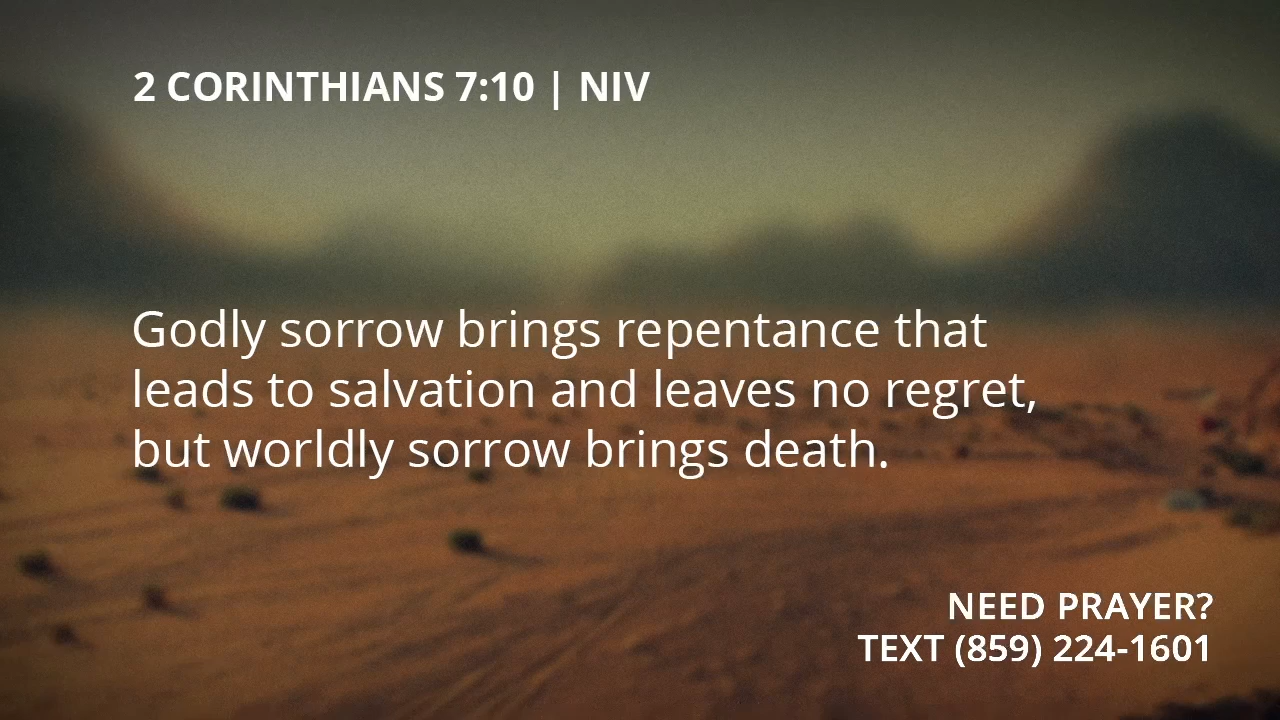 2 CORINTHIANS 7:10 | NIV
Godly sorrow brings repentance that
leads to salvation and leaves no regret,
but worldly sorrow brings death.
NEED PRAYER?
TEXT (859) 224-1601